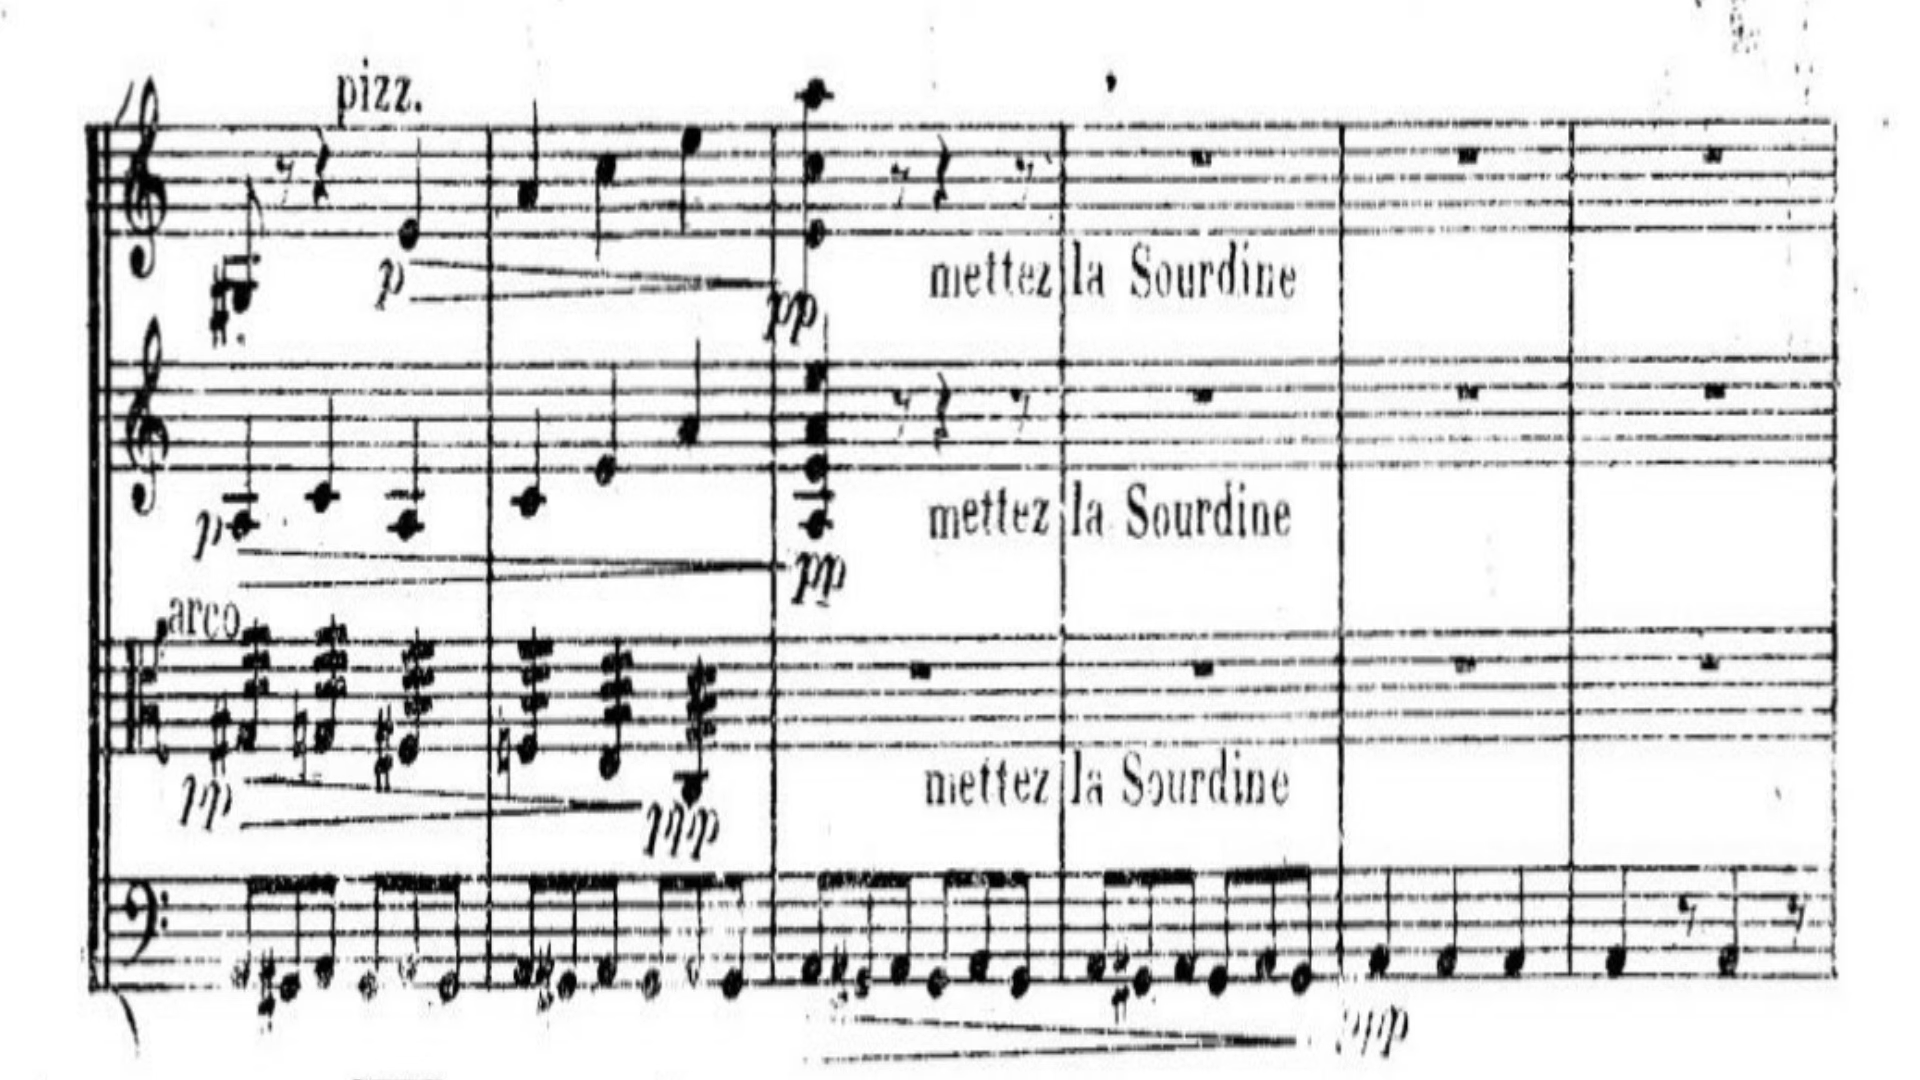 pizz.
p
pp
mettez la Sourdine
p
pp
mettez la Sourdine
arco
pp
ppp
mettez la Sourdine
ppp